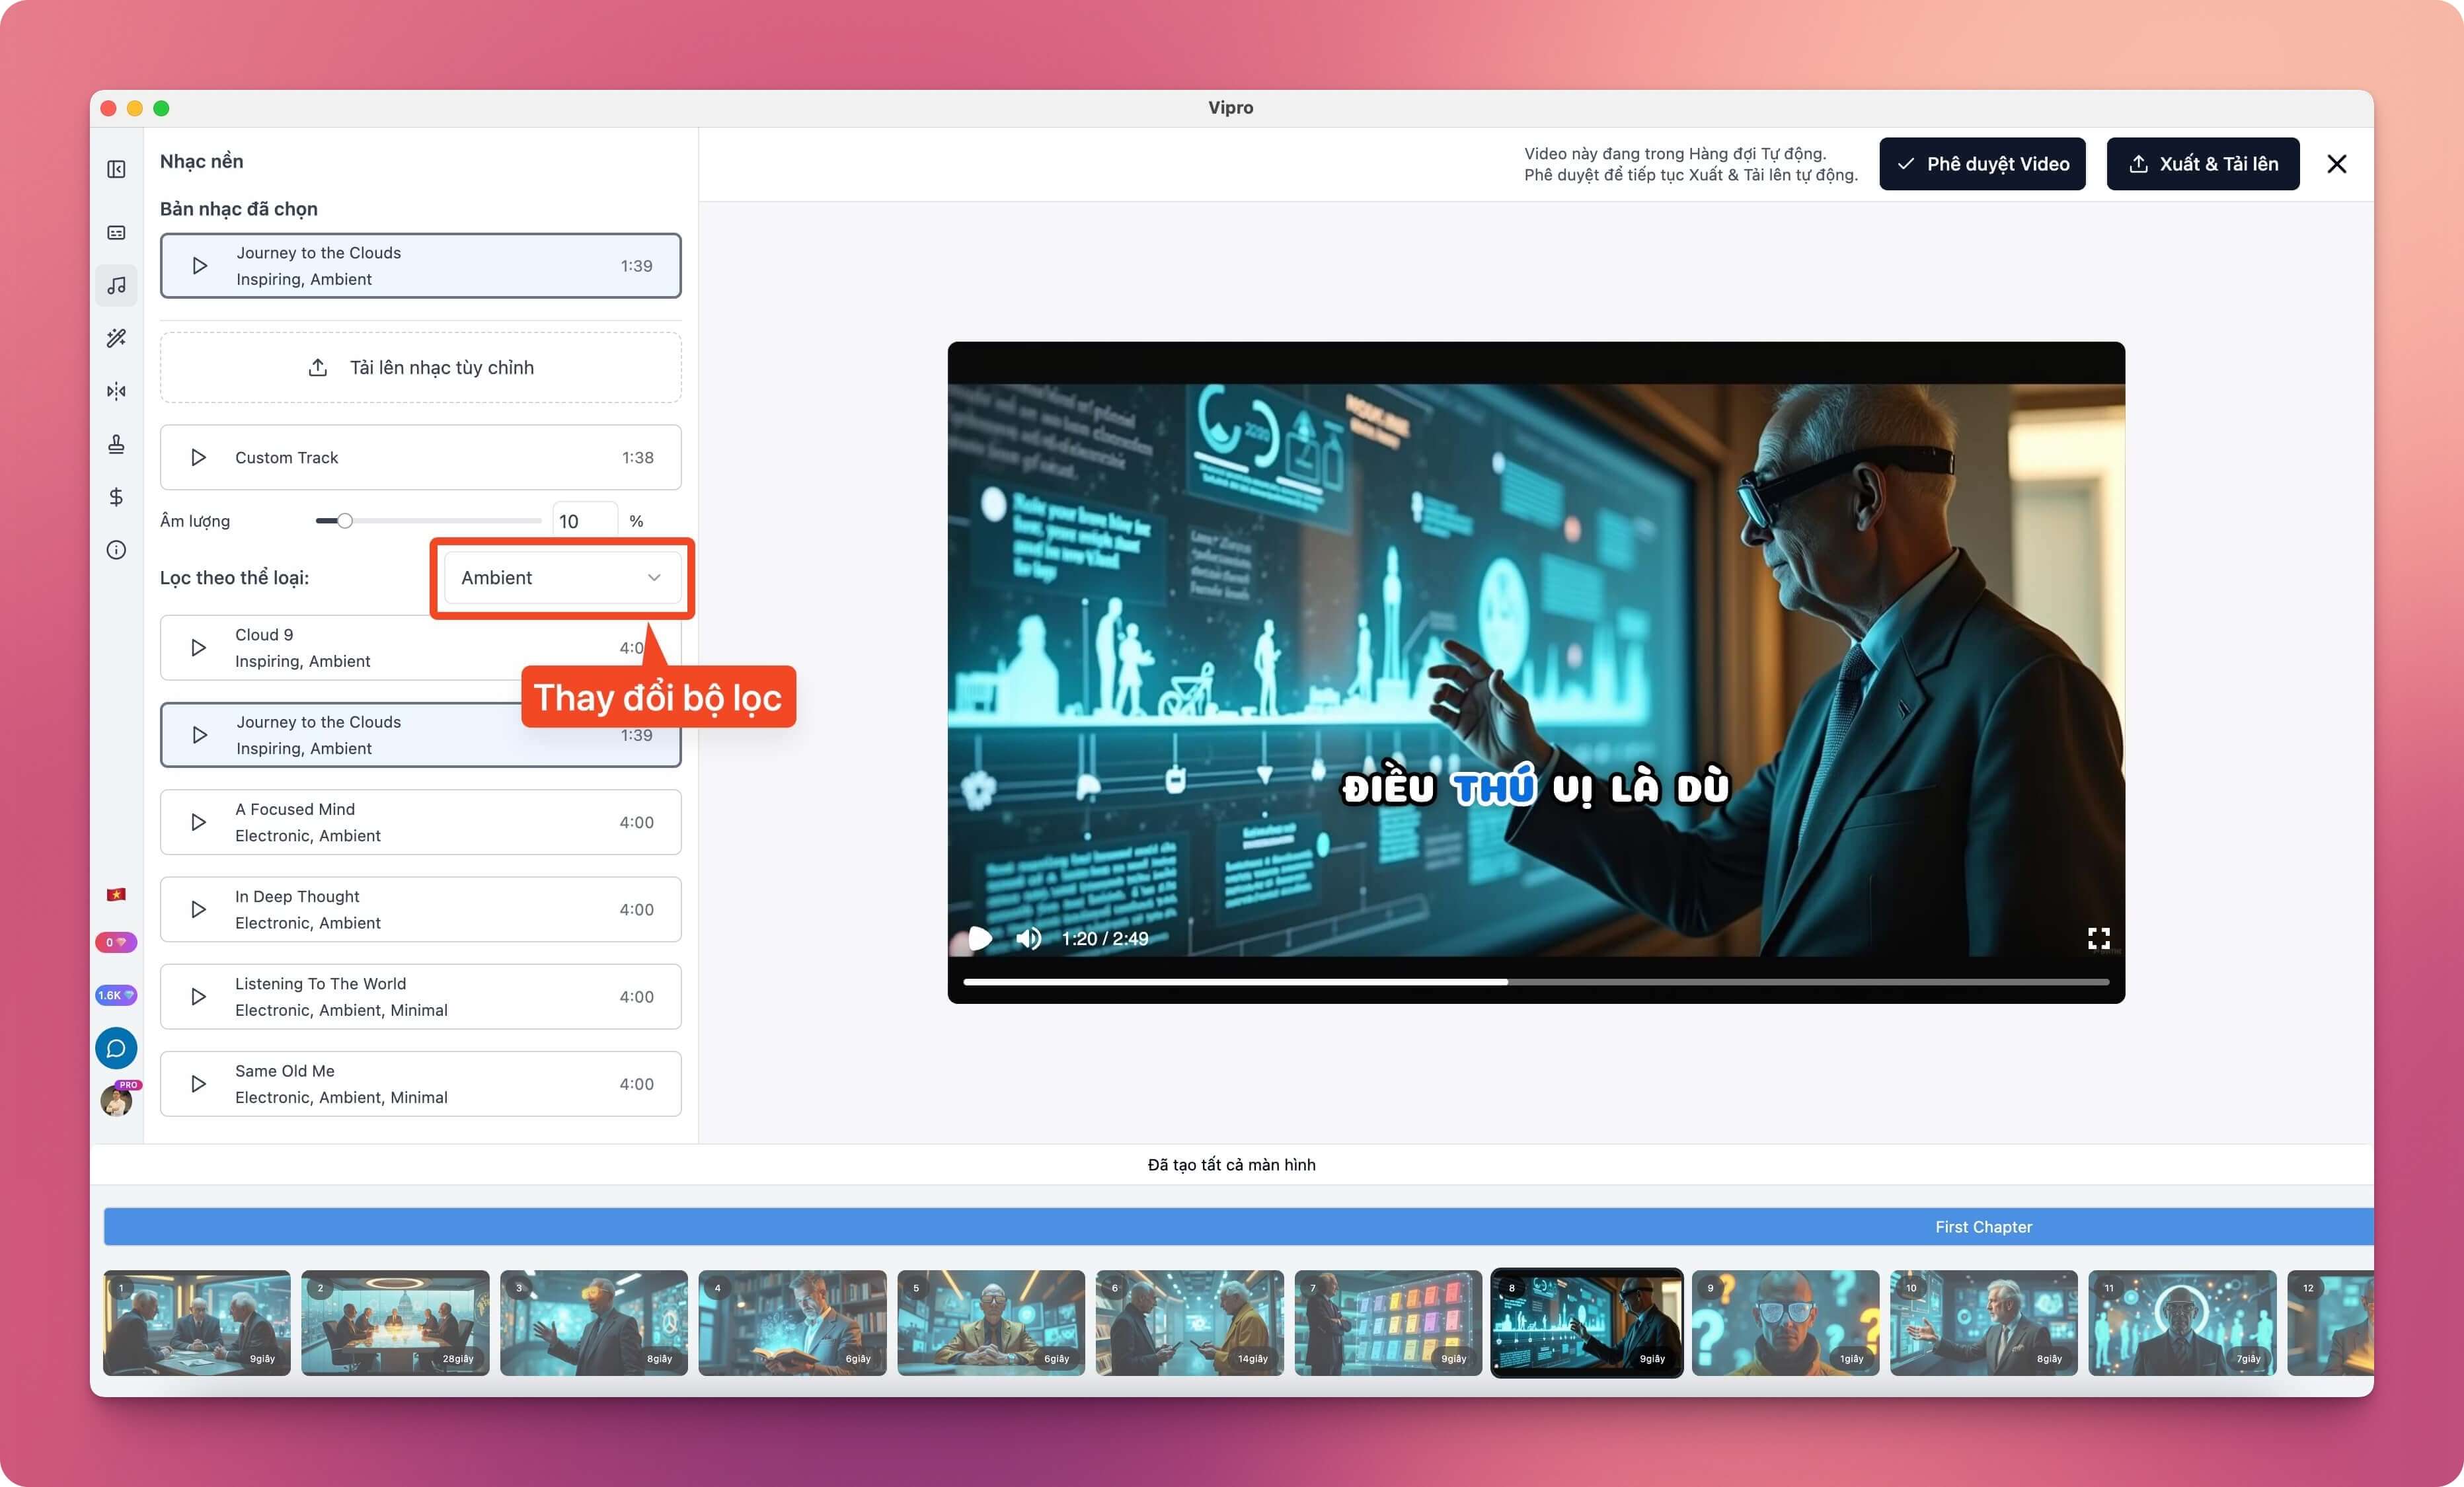 Vipro
Nhạc nền
Bản nhạc đã chọn
Journey to the Clouds
Inspiring, Ambient
1:39
Tải lên nhạc tùy chỉnh
Custom Track
1:38
Âm lượng
10
%
Lọc theo thể loại:
Ambient
Thay đổi bộ lọc
Cloud 9
Inspiring, Ambient
Journey to the Clouds
Inspiring, Ambient
1:39
A Focused Mind
Electronic, Ambient
4:00
In Deep Thought
Electronic, Ambient
4:00
Listening To The World
Electronic, Ambient, Minimal
4:00
Same Old Me
Electronic, Ambient, Minimal
4:00
0
1.6K
PRO
Video này đang trong Hàng đợi Tự động.
Phê duyệt để tiếp tục Xuất & Tải lên tự động.
Phê duyệt Video
Xuất & Tải lên
ĐIỀU THÚ VỊ LÀ DÙ
1:20 / 2:49
Đã tạo tất cả màn hình
First Chapter
1
9giây
2
28giây
3
8giây
4
6giây
5
6giây
6
14giây
7
9giây
8
9giây
9
1giây
10
8giây
11
7giây
12